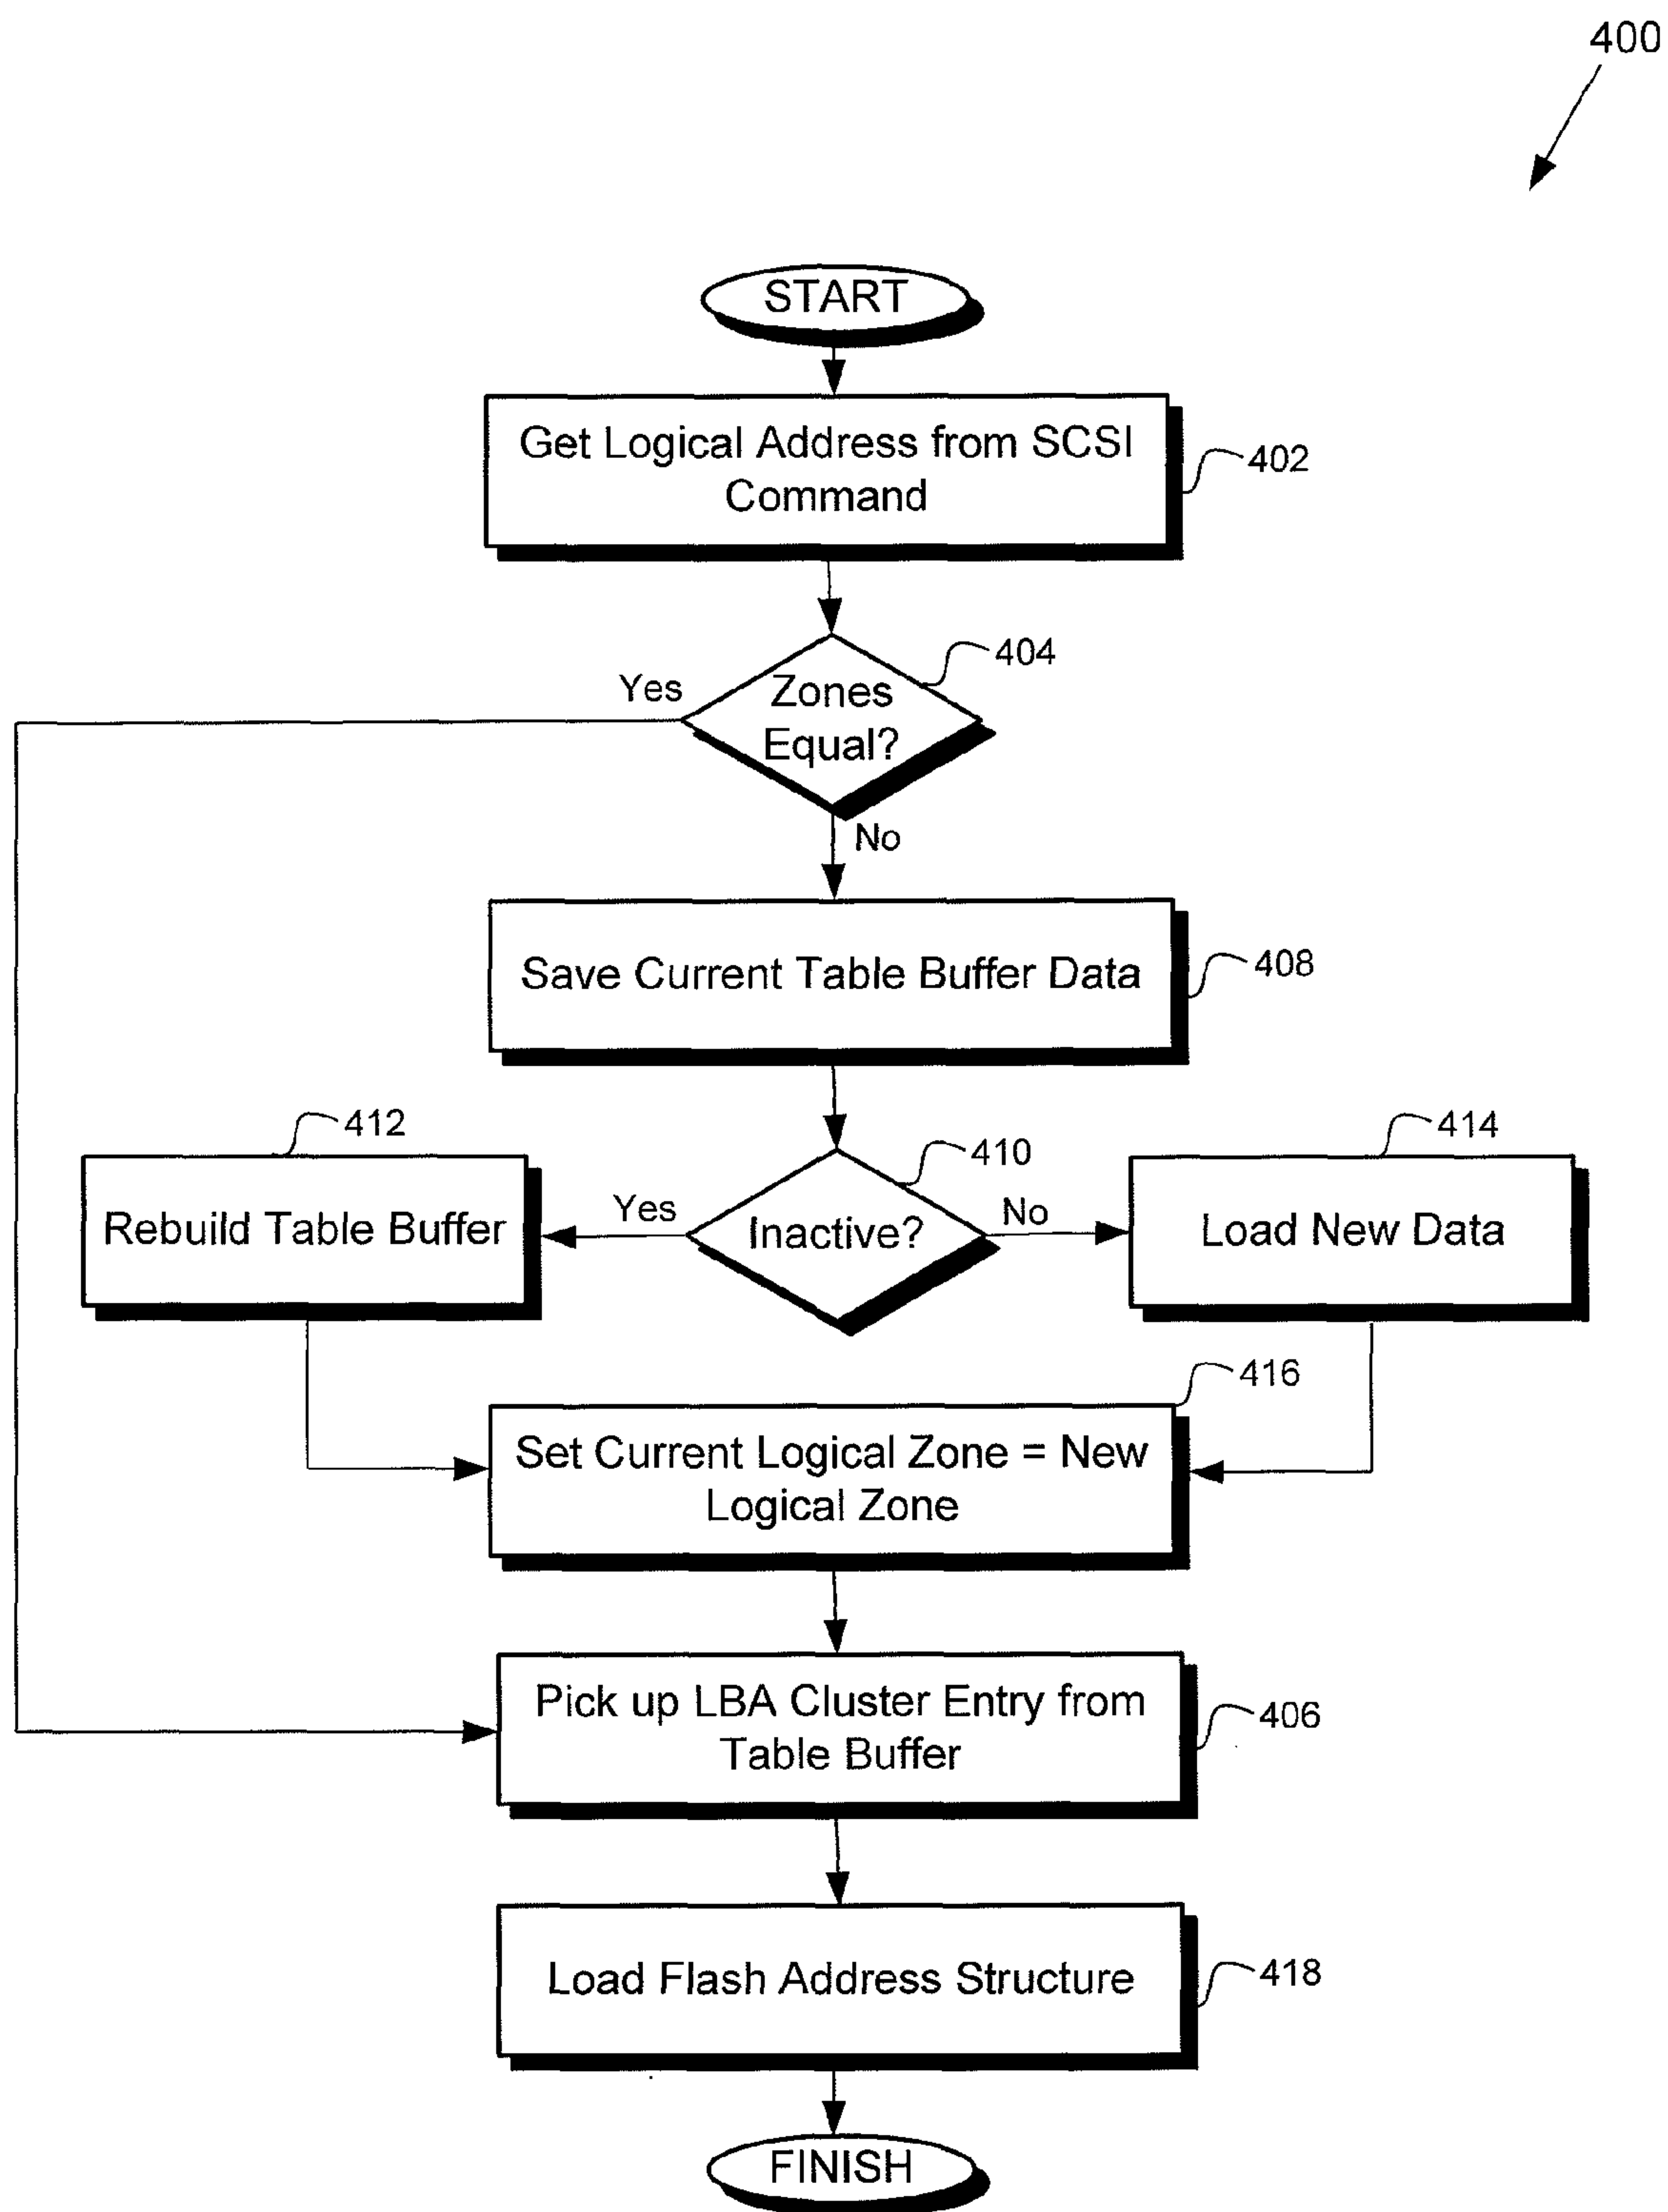 400
START
Get Logical Address from SCSI
Command
402
404
Yes
Zones
Equal?
No
Save Current Table Buffer Data
408
412
410
414
Rebuild Table Buffer
Yes
Inactive?
No
Load New Data
416
Set Current Logical Zone = New
Logical Zone
Pick up LBA Cluster Entry from
Table Buffer
406
Load Flash Address Structure
418
FINISH